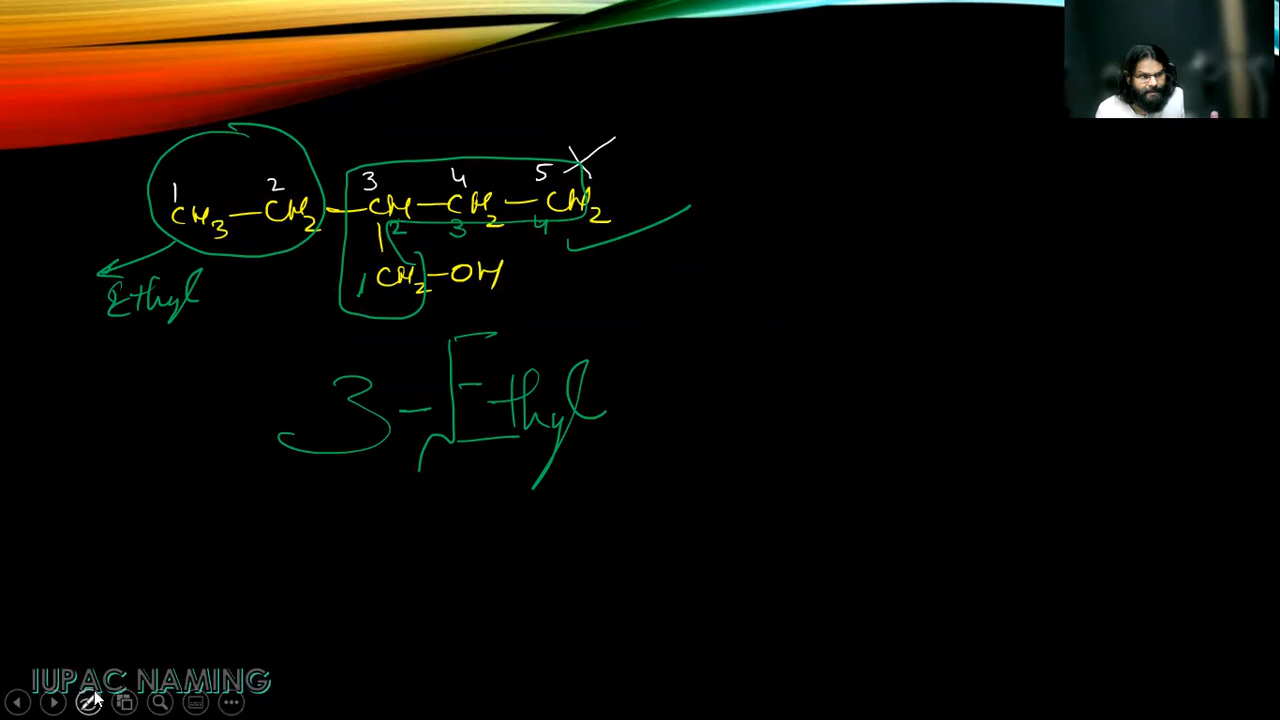 1 2 3 4 5
CH3—CH2—CH—CH2—CH2
2 3 4
1 CH2—OH
Ethyl
3-Ethyl
IUPAC NAMING